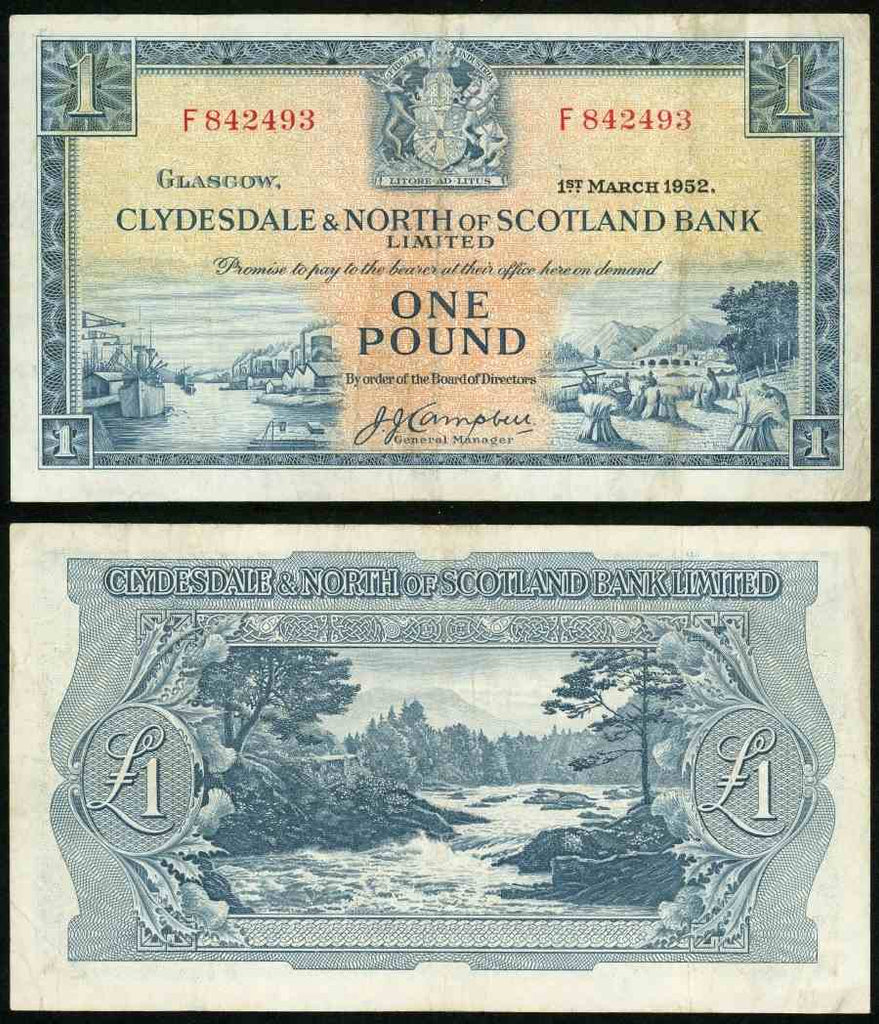 1 1
F 842493 F 842493
LITORE AD LITUS
GLASGOW, 1ST MARCH 1952.
CLYDESDALE & NORTH OF SCOTLAND BANK
LIMITED
Promise to pay to the bearer at their office here on demand
ONE
POUND
By order of the Board of Directors
J J Campbell
General Manager
1 1
CLYDESDALE & NORTH OF SCOTLAND BANK LIMITED
£1 £1